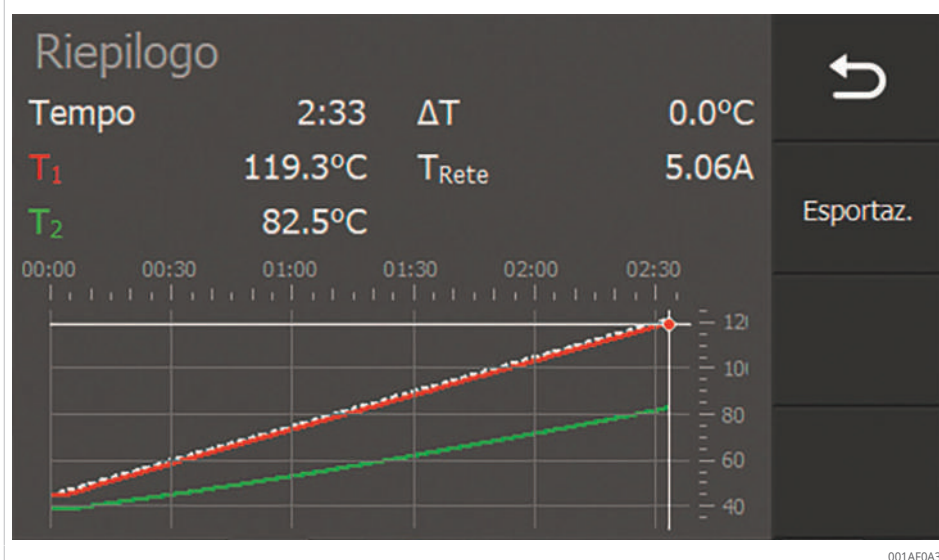 Riepilogo
Tempo 2:33 ΔT 0.0°C
T1 119.3°C TRete 5.06A
T2 82.5°C
Esportaz.
00:00 00:30 01:00 01:30 02:00 02:30
80
60
40
001AF0A3